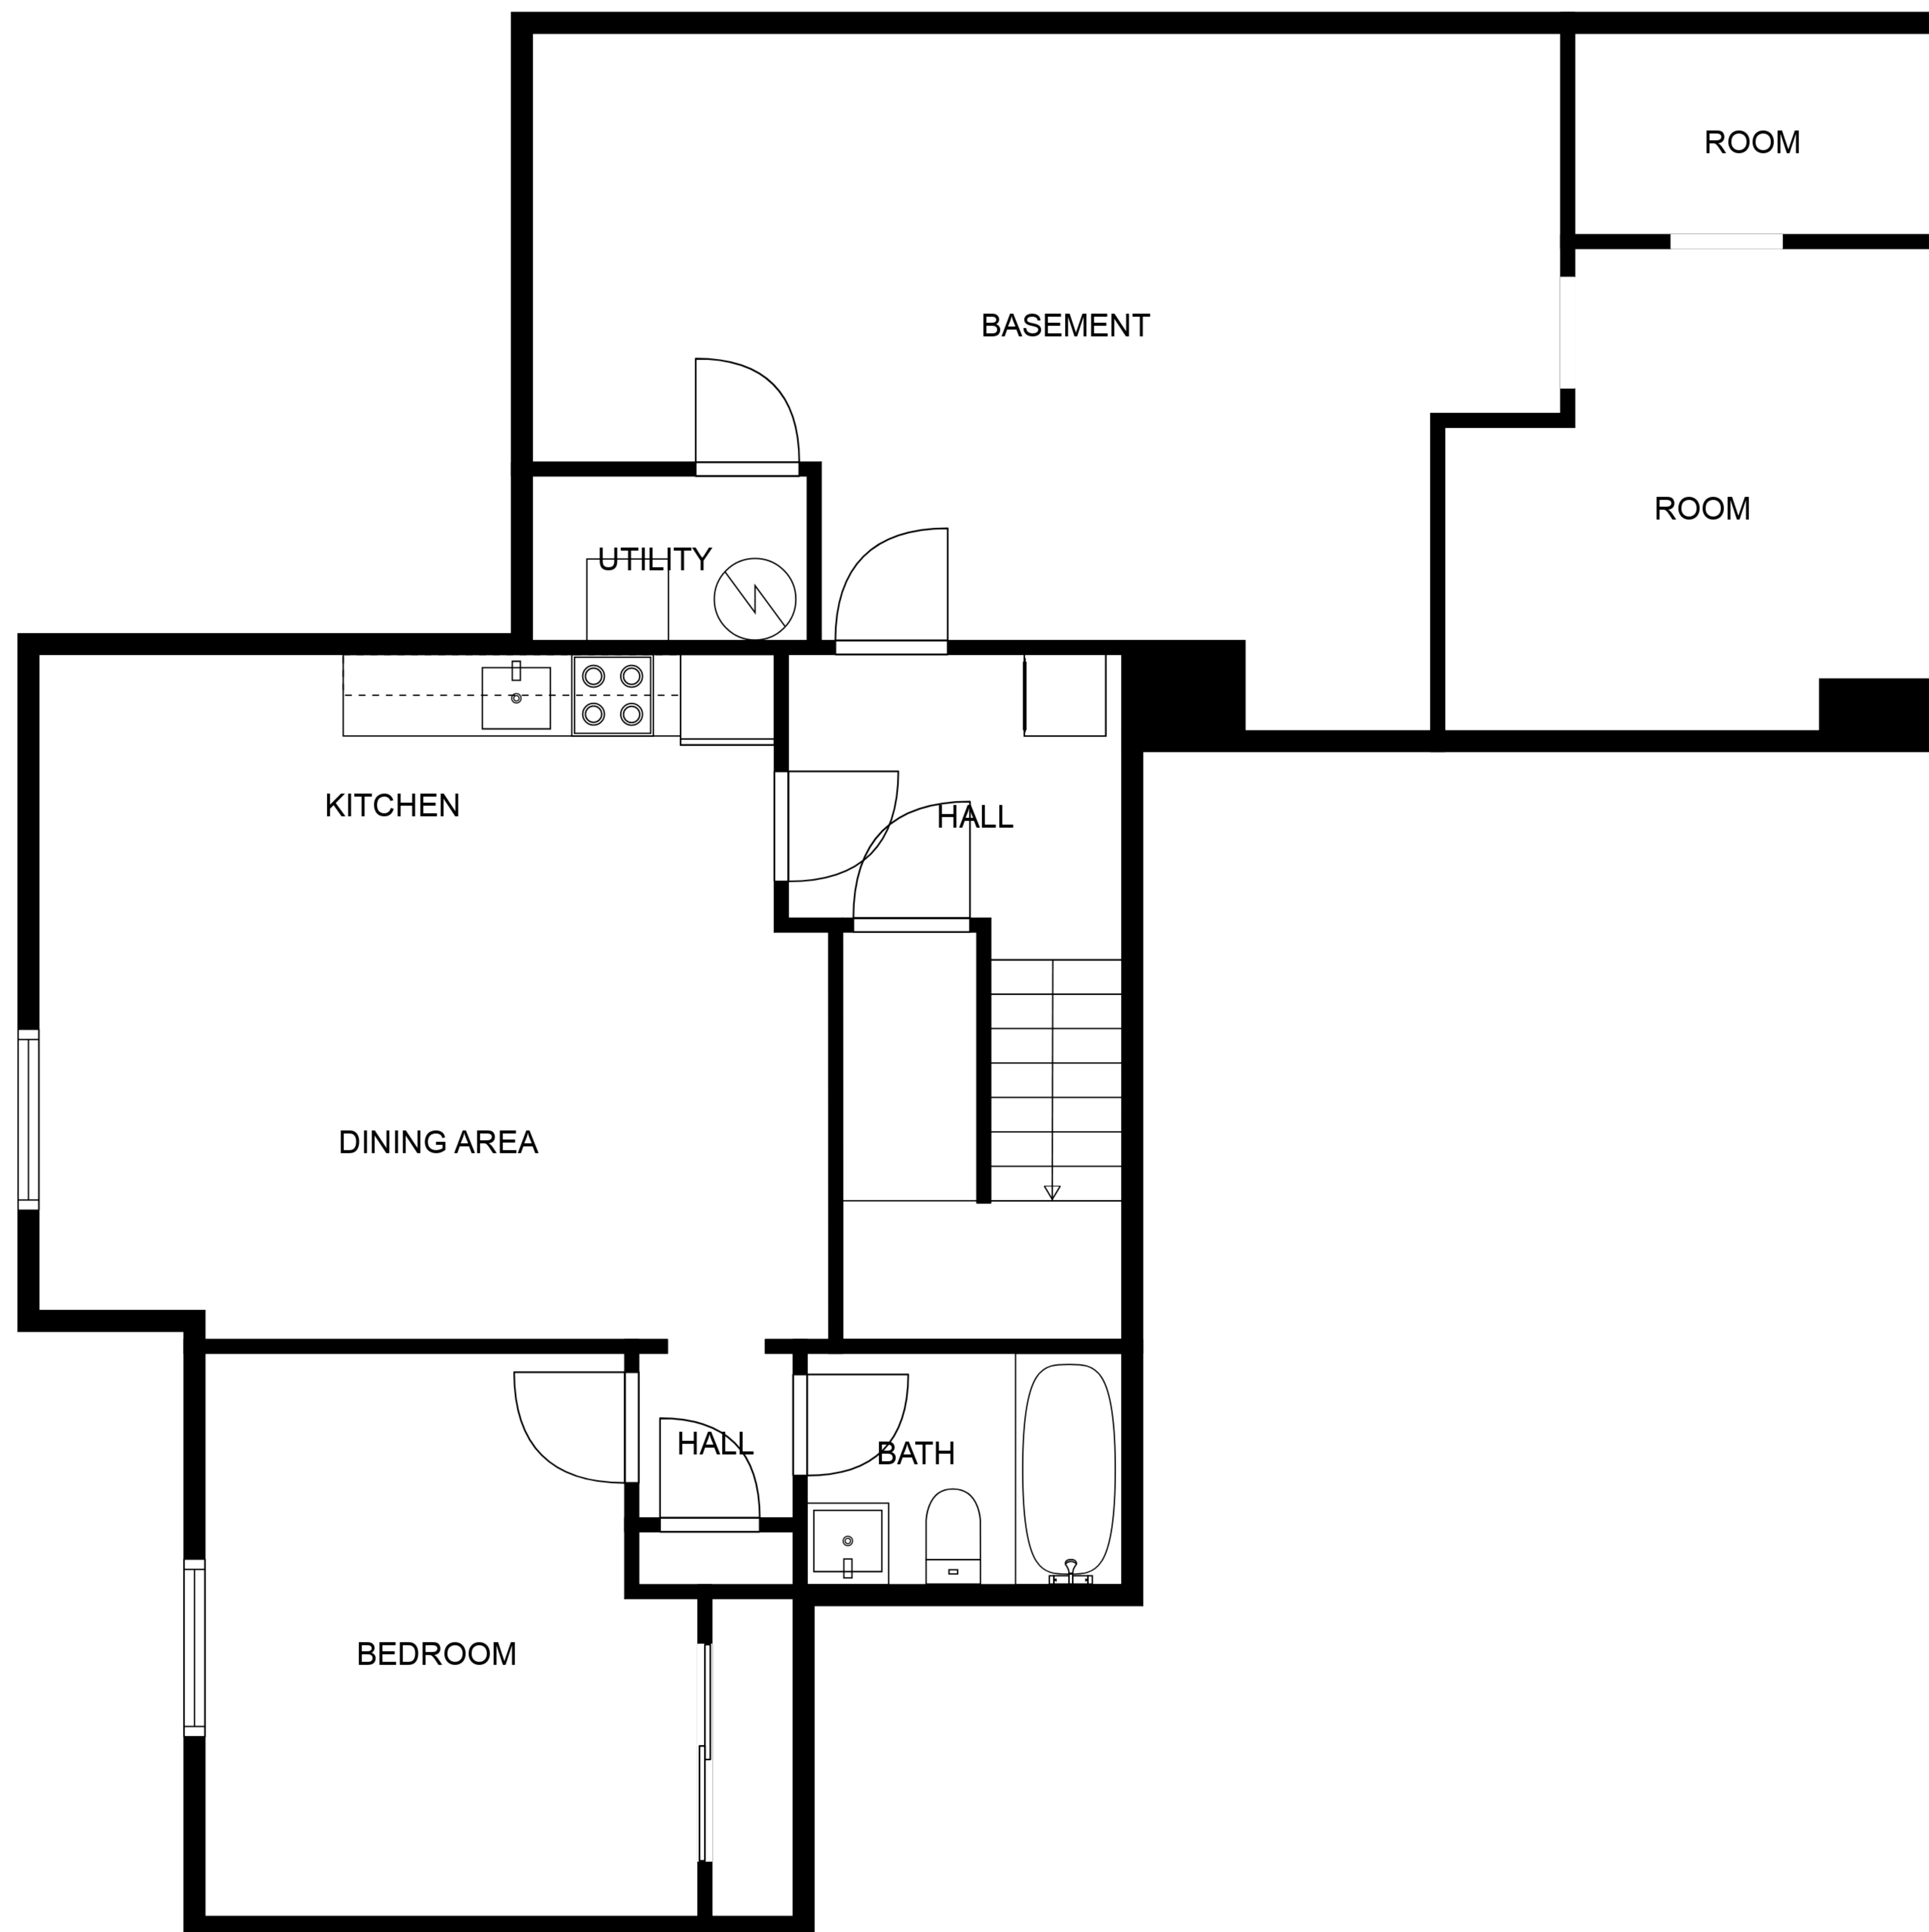 ROOM
BASEMENT
ROOM
UTILITY
KITCHEN
HALL
DINING AREA
HALL
BATH
BEDROOM